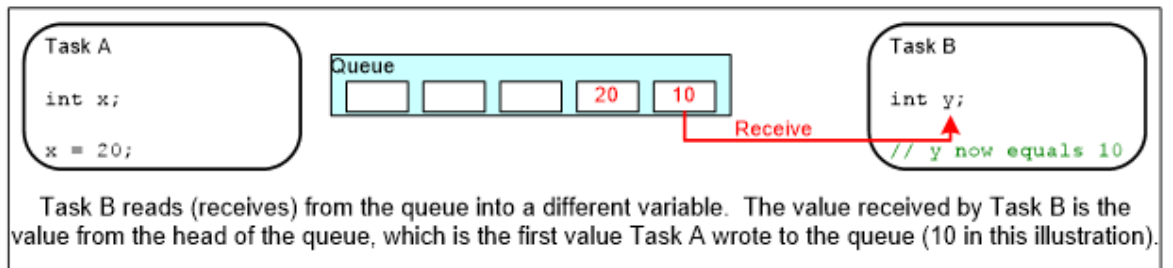 Task A
int x;
x = 20;
Queue
20 10
Receive
Task B
int y;
// y now equals 10
Task B reads (receives) from the queue into a different variable. The value received by Task B is the
value from the head of the queue, which is the first value Task A wrote to the queue (10 in this illustration).